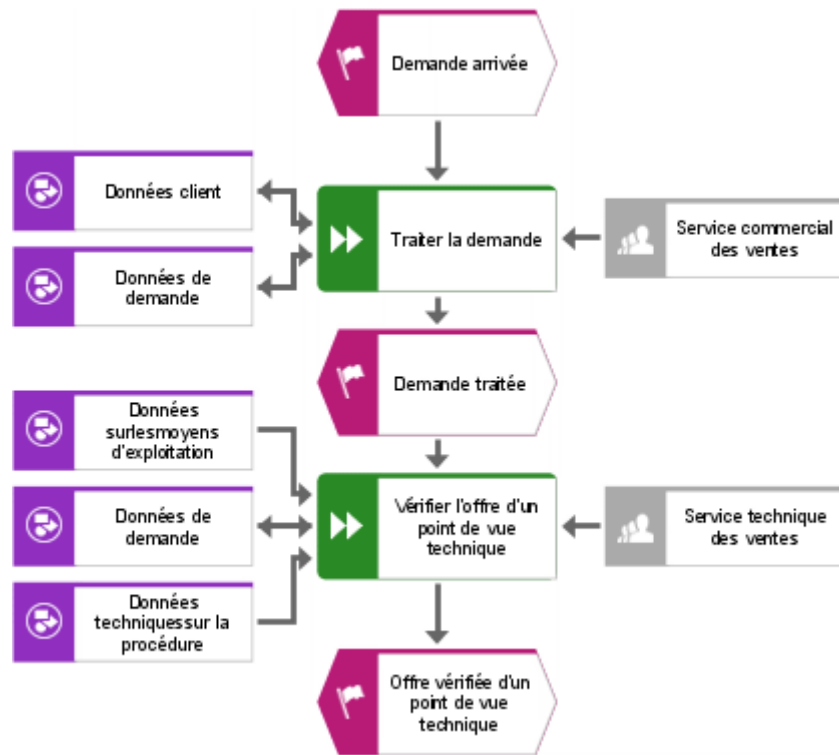 Demande arrivée
Données client
Traiter la demande
Service commercial
des ventes
Données de
demande
Demande traitée
Données
surlesmoyens
d'exploitation
Données de
demande
Vérifier l'offre d'un
point de vue
technique
Service technique
des ventes
Données
techniquessur la
procédure
Offre vérifiée d'un
point de vue
technique